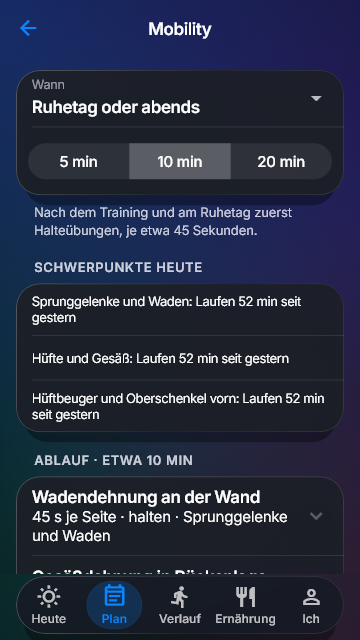 Mobility
Wann
Ruhetag oder abends
5 min
10 min
20 min
Nach dem Training und am Ruhetag zuerst
Halteübungen, je etwa 45 Sekunden.
SCHWERPUNKTE HEUTE
Sprunggelenke und Waden: Laufen 52 min seit
gestern
Hüfte und Gesäß: Laufen 52 min seit gestern
Hüftbeuger und Oberschenkel vorn: Laufen 52 min
seit gestern
ABLAUF · ETWA 10 MIN
Wadendehnung an der Wand
45 s je Seite · halten · Sprunggelenke
und Waden
Heute
Plan
Verlauf
Ernährung
Ich